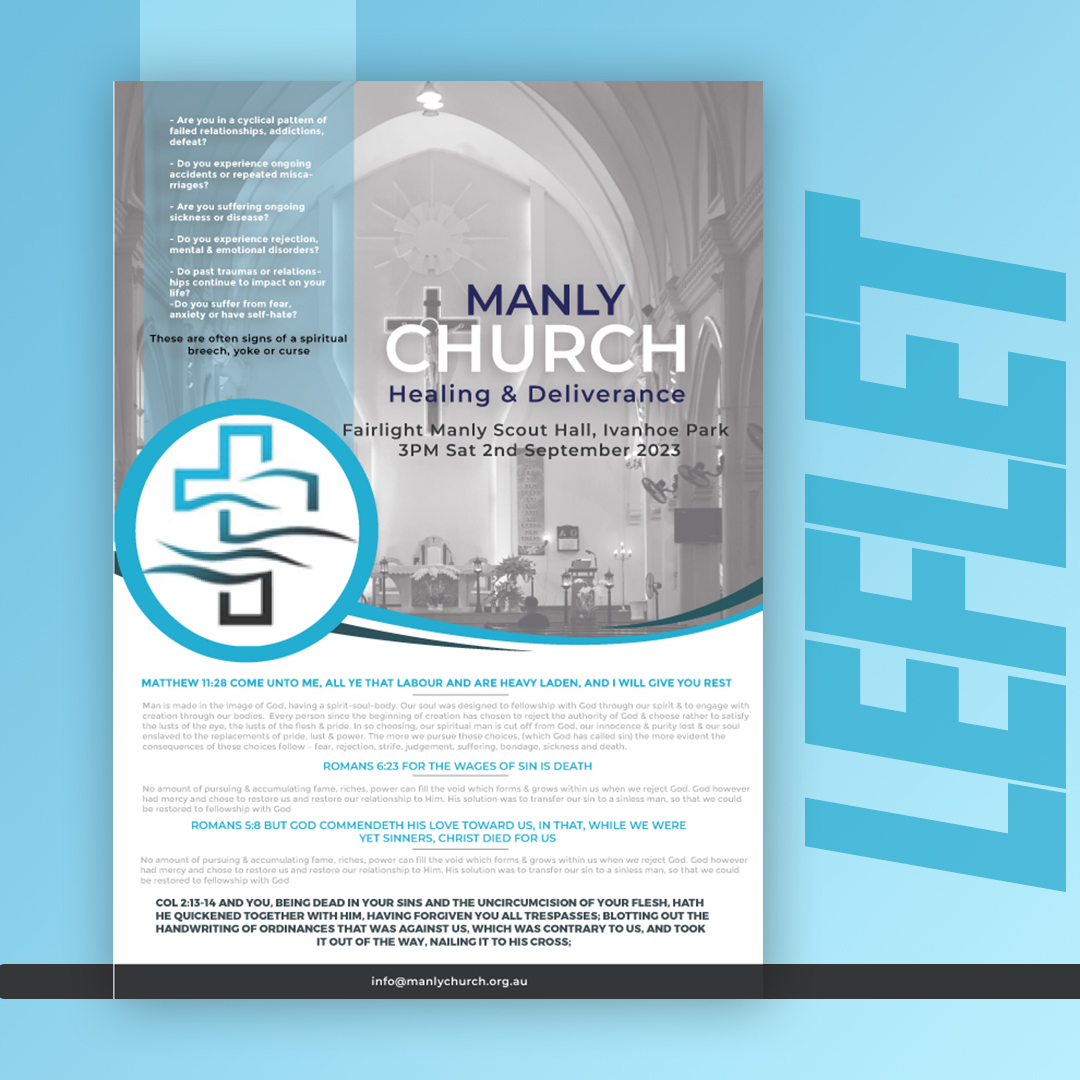 - Are you in a cyclical pattern of
failed relationships, addictions,
defeat?
- Do you experience ongoing
accidents or repeated misca-
rriages?
- Are you suffering ongoing
sickness or disease?
- Do you experience rejection,
mental & emotional disorders?
- Do past traumas or relations-
hips continue to impact on your
life?
-Do you suffer from fear,
anxiety or have self-hate?
These are often signs of a spiritual
breech, yoke or curse
MANLY
CHURCH
Healing & Deliverance
Fairlight Manly Scout Hall, Ivanhoe Park
3PM Sat 2nd September 2023
MATTHEW 11:28 COME UNTO ME, ALL YE THAT LABOUR AND ARE HEAVY LADEN, AND I WILL GIVE YOU REST
Man is made in the image of God, having a spirit-soul-body. Our soul was designed to fellowship with God through our spirit & to engage with
creation through our bodies. Every person since the beginning of creation has chosen to reject the authority of God & choose rather to satisfy
the lusts of the eye, the lusts of the flesh & pride. In so choosing, our spiritual man is cut off from God, our innocence & purity lost & our soul
enslaved to the replacements of pride, lust & power. The more we pursue these choices, (which God has called sin) the more evident the
consequences of these choices follow - fear, rejection, strife, judgement, suffering, bondage, sickness and death.
ROMANS 6:23 FOR THE WAGES OF SIN IS DEATH
No amount of pursuing & accumulating fame, riches, power can fill the void which forms & grows within us when we reject God. God however
had mercy and chose to restore us and restore our relationship to Him. His solution was to transfer our sin to a sinless man, so that we could
be restored to fellowship with God
ROMANS 5:8 BUT GOD COMMENDETH HIS LOVE TOWARD US, IN THAT, WHILE WE WERE
YET SINNERS, CHRIST DIED FOR US
No amount of pursuing & accumulating fame, riches, power can fill the void which forms & grows within us when we reject God. God however
had mercy and chose to restore us and restore our relationship to Him. His solution was to transfer our sin to a sinless man, so that we could
be restored to fellowship with God
COL 2:13-14 AND YOU, BEING DEAD IN YOUR SINS AND THE UNCIRCUMCISION OF YOUR FLESH, HATH
HE QUICKENED TOGETHER WITH HIM, HAVING FORGIVEN YOU ALL TRESPASSES; BLOTTING OUT THE
HANDWRITING OF ORDINANCES THAT WAS AGAINST US, WHICH WAS CONTRARY TO US, AND TOOK
IT OUT OF THE WAY, NAILING IT TO HIS CROSS;
info@manlychurch.org.au
LEFLET